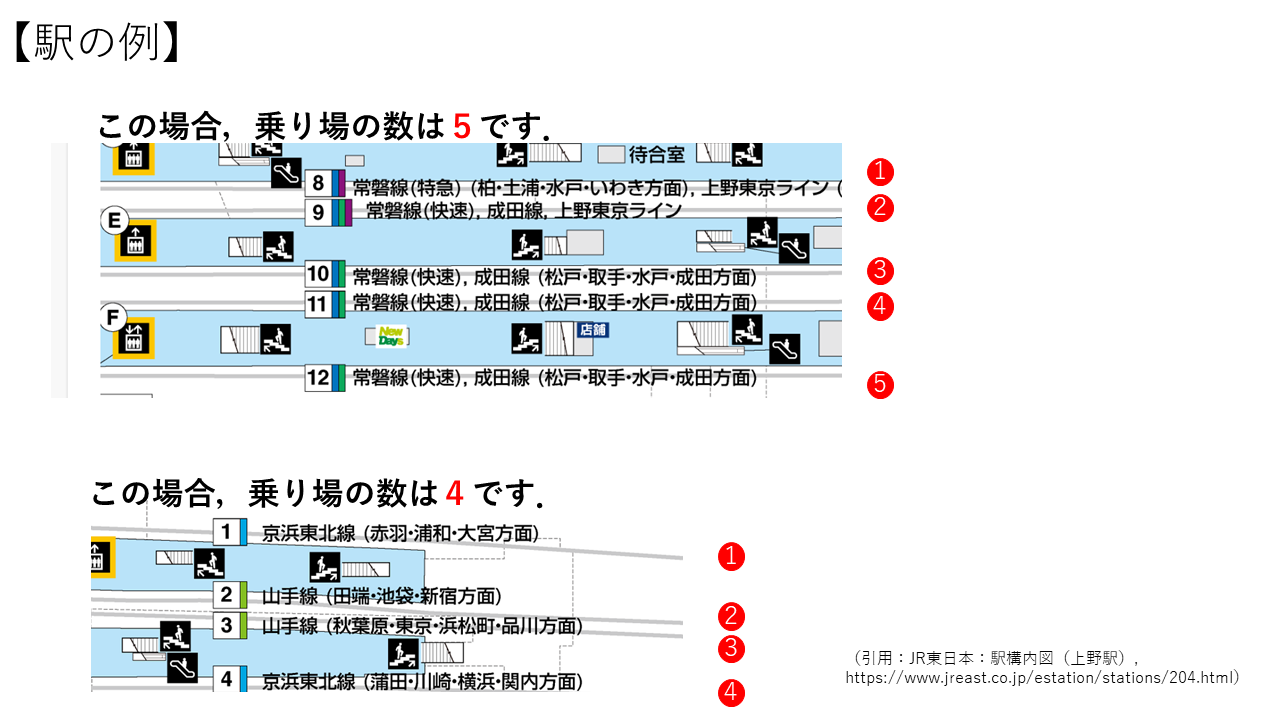 【駅の例】
この場合，乗り場の数は 5 です．
待合室
8 常磐線(特急) (柏・土浦・水戸・いわき方面), 上野東京ライン (
1
9 常磐線(快速), 成田線, 上野東京ライン
2
E
10 常磐線(快速), 成田線 (松戸・取手・水戸・成田方面)
3
11 常磐線(快速), 成田線 (松戸・取手・水戸・成田方面)
4
F
New
Days
店舗
12 常磐線(快速), 成田線 (松戸・取手・水戸・成田方面)
5
この場合，乗り場の数は 4 です．
1 京浜東北線 (赤羽・浦和・大宮方面)
1
2 山手線 (田端・池袋・新宿方面)
2
3 山手線 (秋葉原・東京・浜松町・品川方面)
3
4 京浜東北線 (蒲田・川崎・横浜・関内方面)
4
（引用：JR東日本：駅構内図（上野駅）,
https://www.jreast.co.jp/estation/stations/204.html）